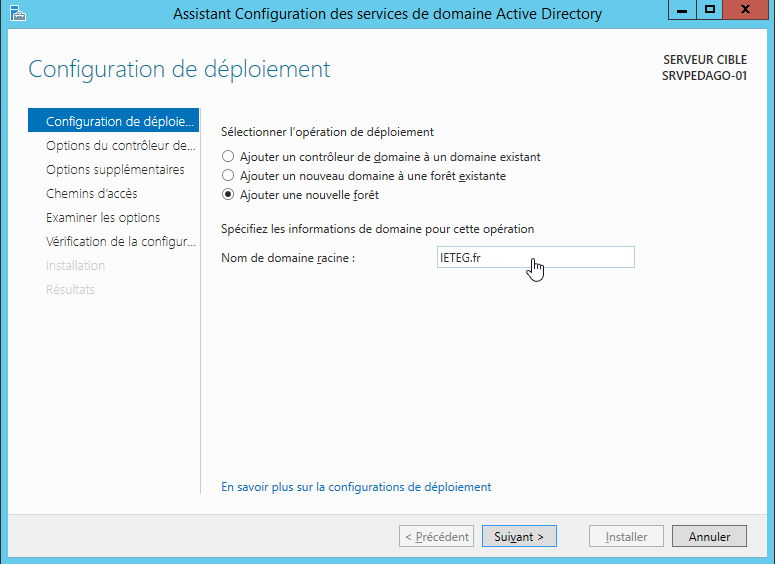 Assistant Configuration des services de domaine Active Directory
Configuration de déploiement
SERVEUR CIBLE
SRVPEDAGO-01
Configuration de déploie...
Options du contrôleur de...
Options supplémentaires
Chemins d'accès
Examiner les options
Vérification de la configur...
Installation
Résultats
Sélectionner l'opération de déploiement
Ajouter un contrôleur de domaine à un domaine existant
Ajouter un nouveau domaine à une forêt existante
Ajouter une nouvelle forêt
Spécifiez les informations de domaine pour cette opération
Nom de domaine racine : IETEG.fr
En savoir plus sur la configurations de déploiement
< Précédent Suivant > Installer Annuler